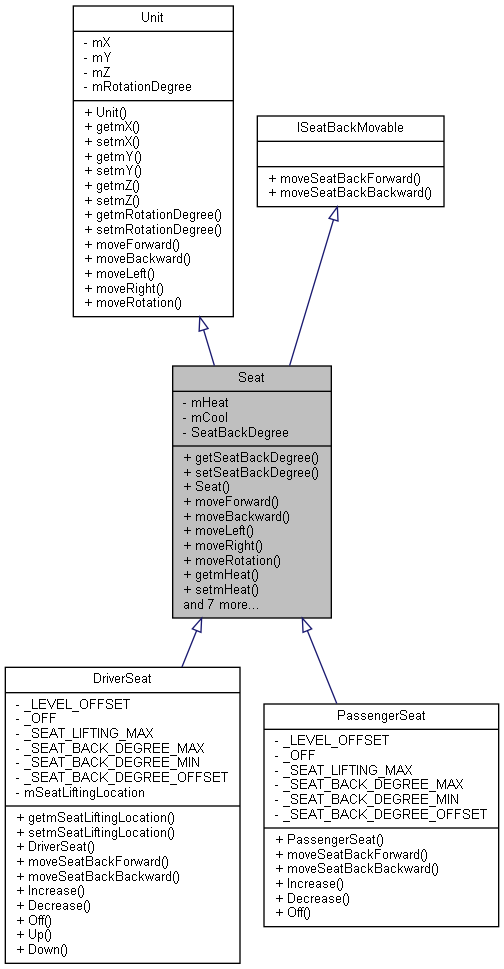 Unit
- mX
- mY
- mZ
- mRotationDegree
+ Unit()
+ getmX()
+ setmX()
+ getmY()
+ setmY()
+ getmZ()
+ setmZ()
+ getmRotationDegree()
+ setmRotationDegree()
+ moveForward()
+ moveBackward()
+ moveLeft()
+ moveRight()
+ moveRotation()
ISeatBackMovable
+ moveSeatBackForward()
+ moveSeatBackBackward()
Seat
- mHeat
- mCool
- SeatBackDegree
+ getSeatBackDegree()
+ setSeatBackDegree()
+ Seat()
+ moveForward()
+ moveBackward()
+ moveLeft()
+ moveRight()
+ moveRotation()
+ getmHeat()
+ setmHeat()
and 7 more...
DriverSeat
- _LEVEL_OFFSET
- _OFF
- _SEAT_LIFTING_MAX
- _SEAT_BACK_DEGREE_MAX
- _SEAT_BACK_DEGREE_MIN
- _SEAT_BACK_DEGREE_OFFSET
- mSeatLiftingLocation
+ getmSeatLiftingLocation()
+ setmSeatLiftingLocation()
+ DriverSeat()
+ moveSeatBackForward()
+ moveSeatBackBackward()
+ Increase()
+ Decrease()
+ Off()
+ Up()
+ Down()
PassengerSeat
- _LEVEL_OFFSET
- _OFF
- _SEAT_LIFTING_MAX
- _SEAT_BACK_DEGREE_MAX
- _SEAT_BACK_DEGREE_MIN
- _SEAT_BACK_DEGREE_OFFSET
+ PassengerSeat()
+ moveSeatBackForward()
+ moveSeatBackBackward()
+ Increase()
+ Decrease()
+ Off()